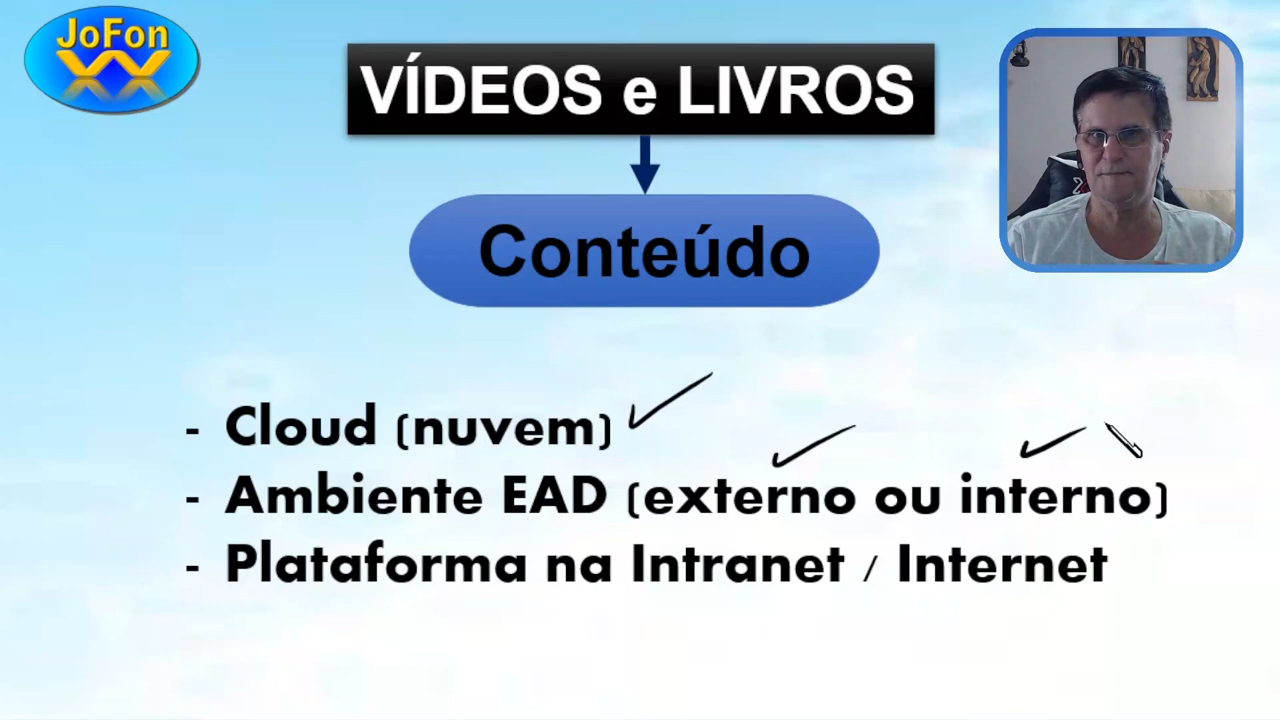 JoFon
VÍDEOS e LIVROS
Conteúdo
- Cloud (nuvem)
- Ambiente EAD (externo ou interno)
- Plataforma na Intranet / Internet